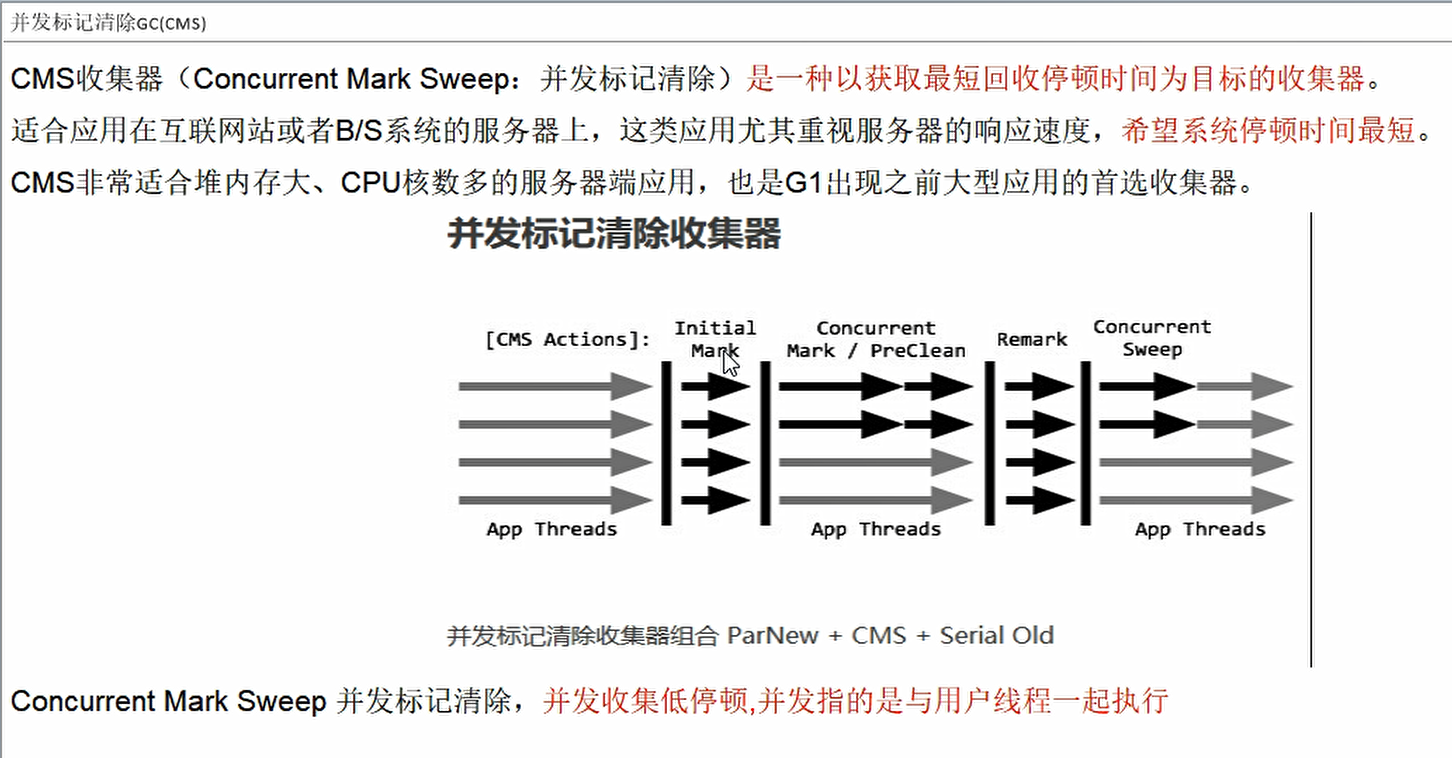 并发标记清除GC(CMS)
CMS收集器（Concurrent Mark Sweep：并发标记清除）是一种以获取最短回收停顿时间为目标的收集器。
适合应用在互联网站或者B/S系统的服务器上，这类应用尤其重视服务器的响应速度，希望系统停顿时间最短。
CMS非常适合堆内存大、CPU核数多的服务器端应用，也是G1出现之前大型应用的首选收集器。
并发标记清除收集器
[CMS Actions]:
Initial
Mark
Concurrent
Mark / PreClean
Remark
Concurrent
Sweep
App Threads
App Threads
App Threads
并发标记清除收集器组合 ParNew + CMS + Serial Old
Concurrent Mark Sweep 并发标记清除，并发收集低停顿,并发指的是与用户线程一起执行